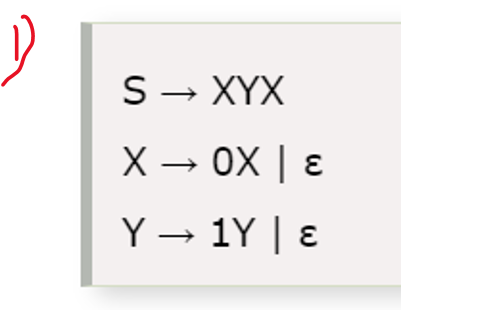 1)
S → XYX
X → 0X | ε
Y → 1Y | ε